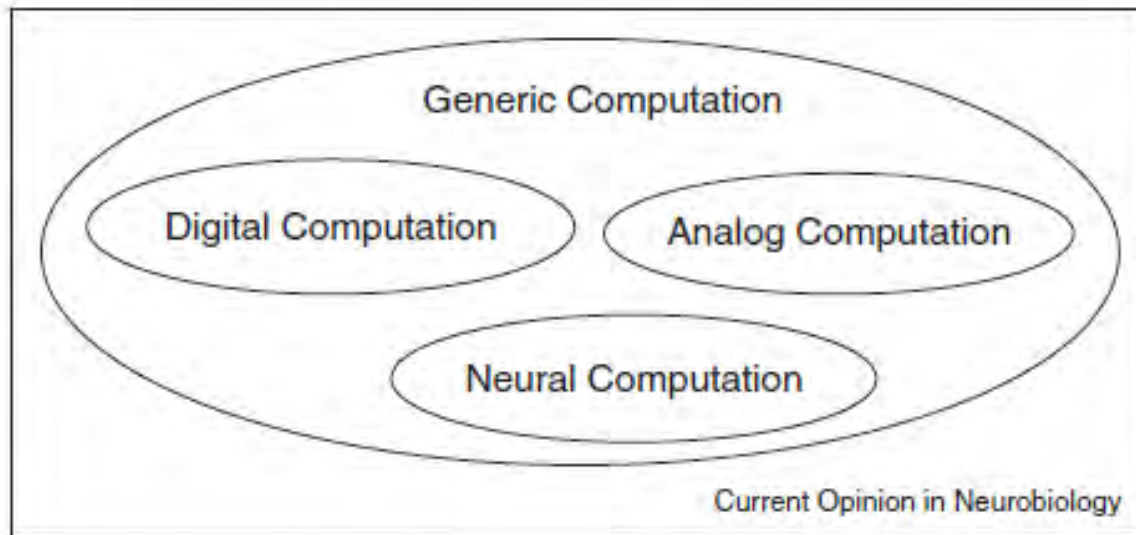 Generic Computation
Digital Computation
Analog Computation
Neural Computation
Current Opinion in Neurobiology